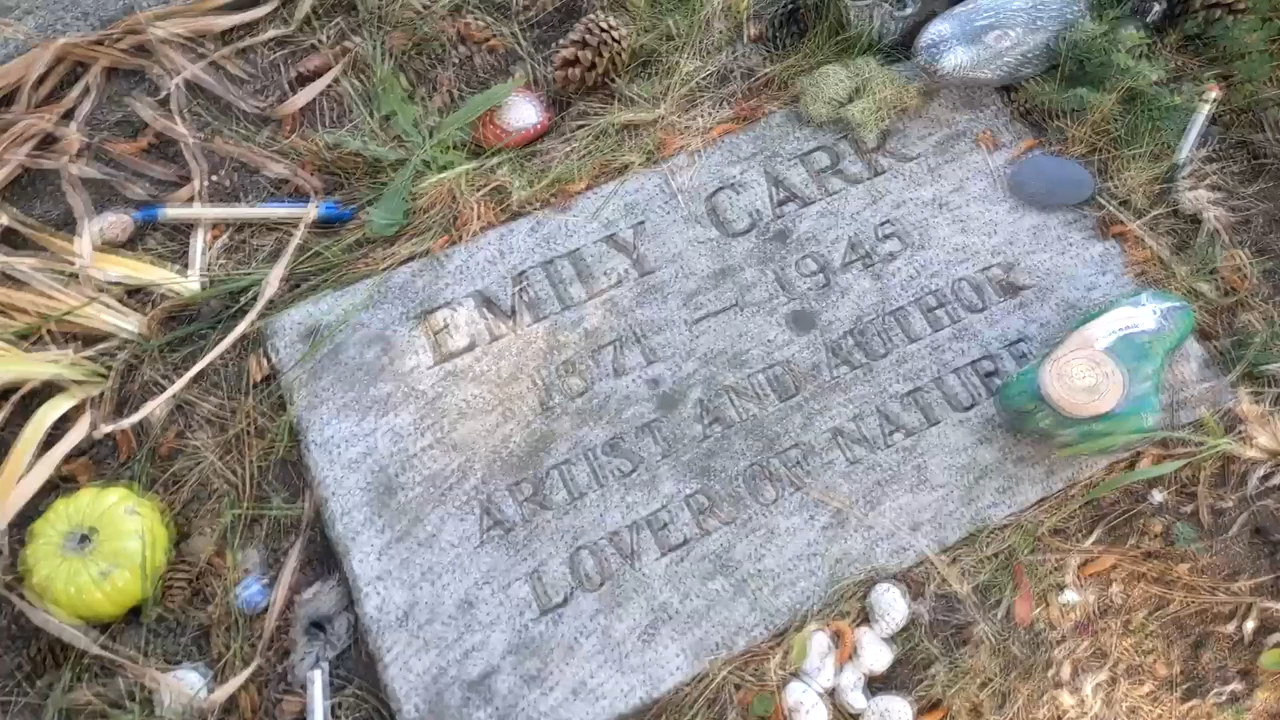 EMILY CARR
1871 — 1945
ARTIST AND AUTHOR
LOVER OF NATURE